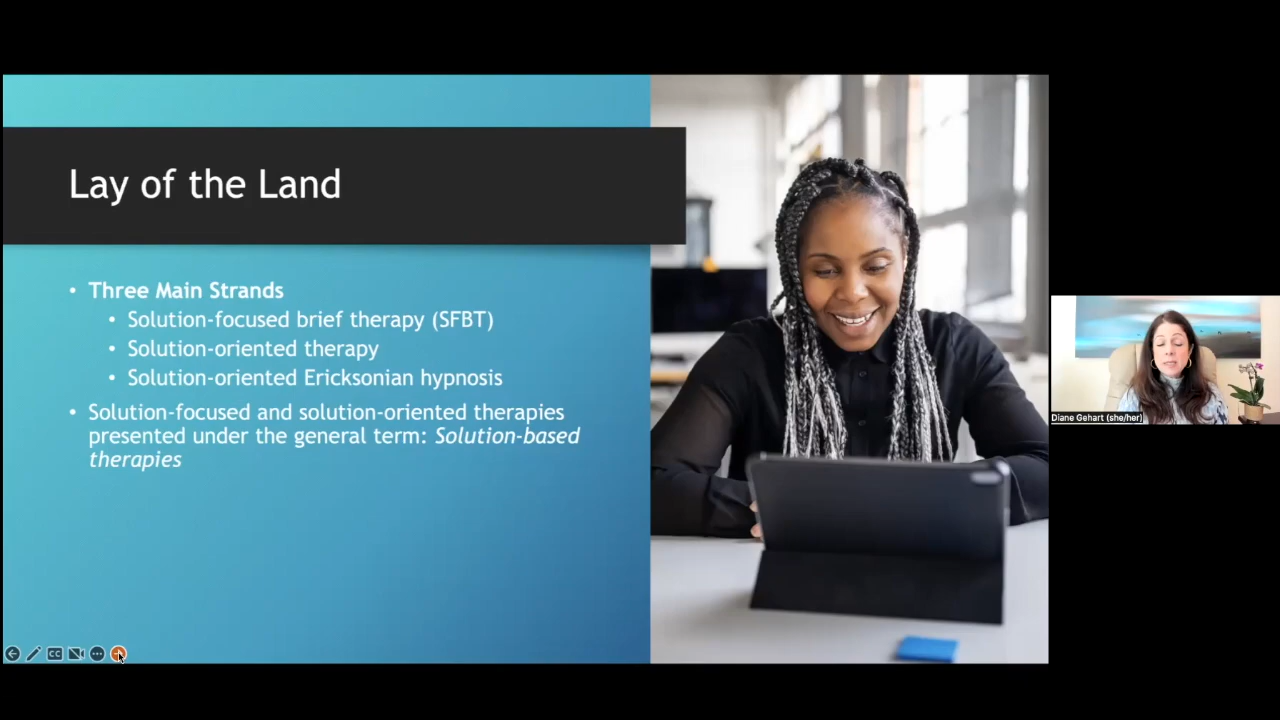 Lay of the Land
• Three Main Strands
• Solution-focused brief therapy (SFBT)
• Solution-oriented therapy
• Solution-oriented Ericksonian hypnosis
• Solution-focused and solution-oriented therapies
presented under the general term: Solution-based
therapies
Diane Gehart (she/her)
CC